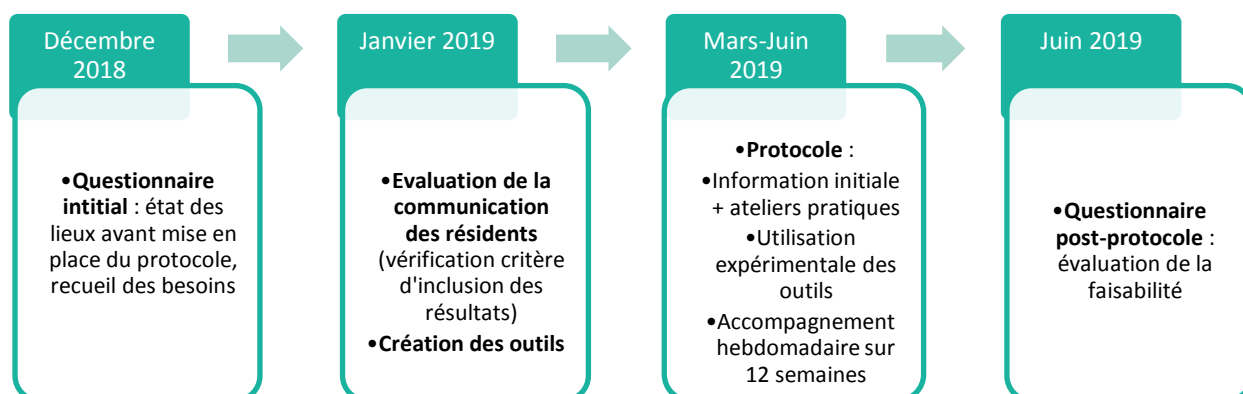 Décembre
2018
•Questionnaire
intitial : état des
lieux avant mise en
place du protocole,
recueil des besoins
Janvier 2019
•Evaluation de la
communication
des résidents
(vérification critère
d'inclusion des
résultats)
•Création des outils
Mars-Juin
2019
•Protocole :
•Information initiale
+ ateliers pratiques
•Utilisation
expérimentale des
outils
•Accompagnement
hebdomadaire sur
12 semaines
Juin 2019
•Questionnaire
post-protocole :
évaluation de la
faisabilité